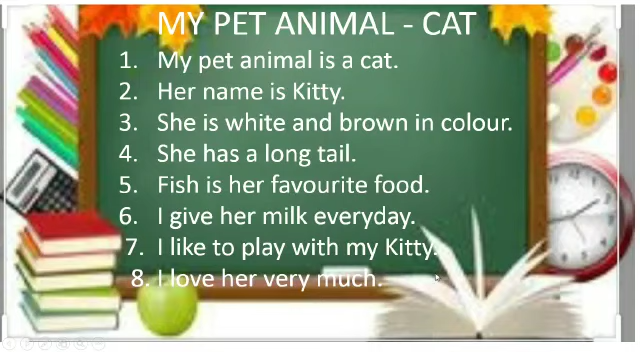 MY PET ANIMAL - CAT
1. My pet animal is a cat.
2. Her name is Kitty.
3. She is white and brown in colour.
4. She has a long tail.
5. Fish is her favourite food.
6. I give her milk everyday.
7. I like to play with my Kitty.
8. I love her very much.